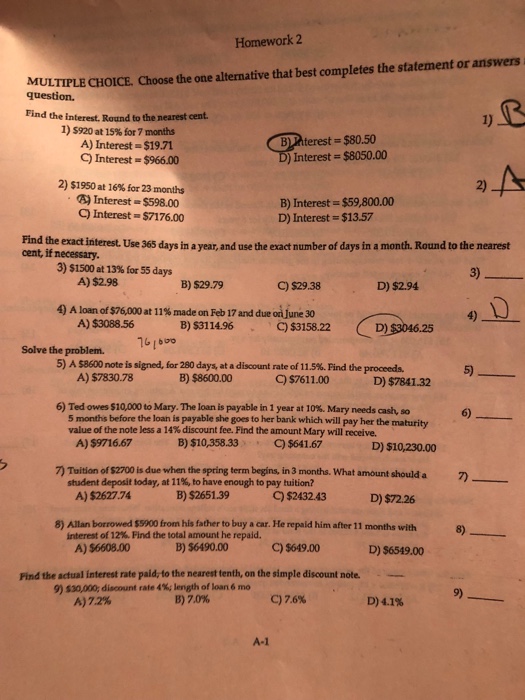 Homework 2
MULTIPLE CHOICE. Choose the one alternative that best completes the statement or answers
question.
Find the interest. Round to the nearest cent.
1) $920 at 15% for 7 months
1) B
A) Interest = $19.71 B) Interest = $80.50
C) Interest = $966.00 D) Interest = $8050.00
2) $1950 at 16% for 23 months
2) A
A) Interest = $598.00 B) Interest = $59,800.00
C) Interest = $7176.00 D) Interest = $13.57
Find the exact interest. Use 365 days in a year, and use the exact number of days in a month. Round to the nearest
cent, if necessary.
3) $1500 at 13% for 55 days 3)
A) $2.98 B) $29.79 C) $29.38 D) $2.94
4) A loan of $76,000 at 11% made on Feb 17 and due on June 30 4) D
A) $3088.56 B) $3114.96 C) $3158.22 D) $3046.25
76,000
Solve the problem.
5) A $8600 note is signed, for 280 days, at a discount rate of 11.5%. Find the proceeds. 5)
A) $7830.78 B) $8600.00 C) $7611.00 D) $7841.32
6) Ted owes $10,000 to Mary. The loan is payable in 1 year at 10%. Mary needs cash, so 6)
5 months before the loan is payable she goes to her bank which will pay her the maturity
value of the note less a 14% discount fee. Find the amount Mary will receive.
A) $9716.67 B) $10,358.33 C) $641.67 D) $10,230.00
7) Tuition of $2700 is due when the spring term begins, in 3 months. What amount should a 7)
student deposit today, at 11%, to have enough to pay tuition?
A) $2627.74 B) $2651.39 C) $2432.43 D) $72.26
8) Allan borrowed $5900 from his father to buy a car. He repaid him after 11 months with 8)
interest of 12%. Find the total amount he repaid.
A) $6608.00 B) $6490.00 C) $649.00 D) $6549.00
Find the actual interest rate paid, to the nearest tenth, on the simple discount note.
9) $30,000; discount rate 4%; length of loan 6 mo 9)
A) 7.2% B) 7.0% C) 7.6% D) 4.1%
A-1